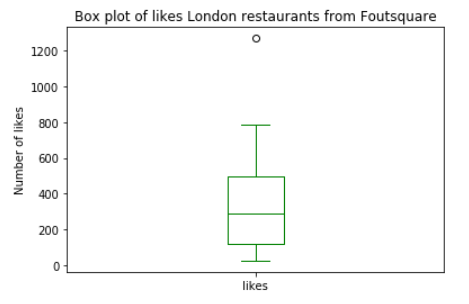 Box plot of likes London restaurants from Foutsquare
1200
1000
800
600
400
200
0
Number of likes
likes